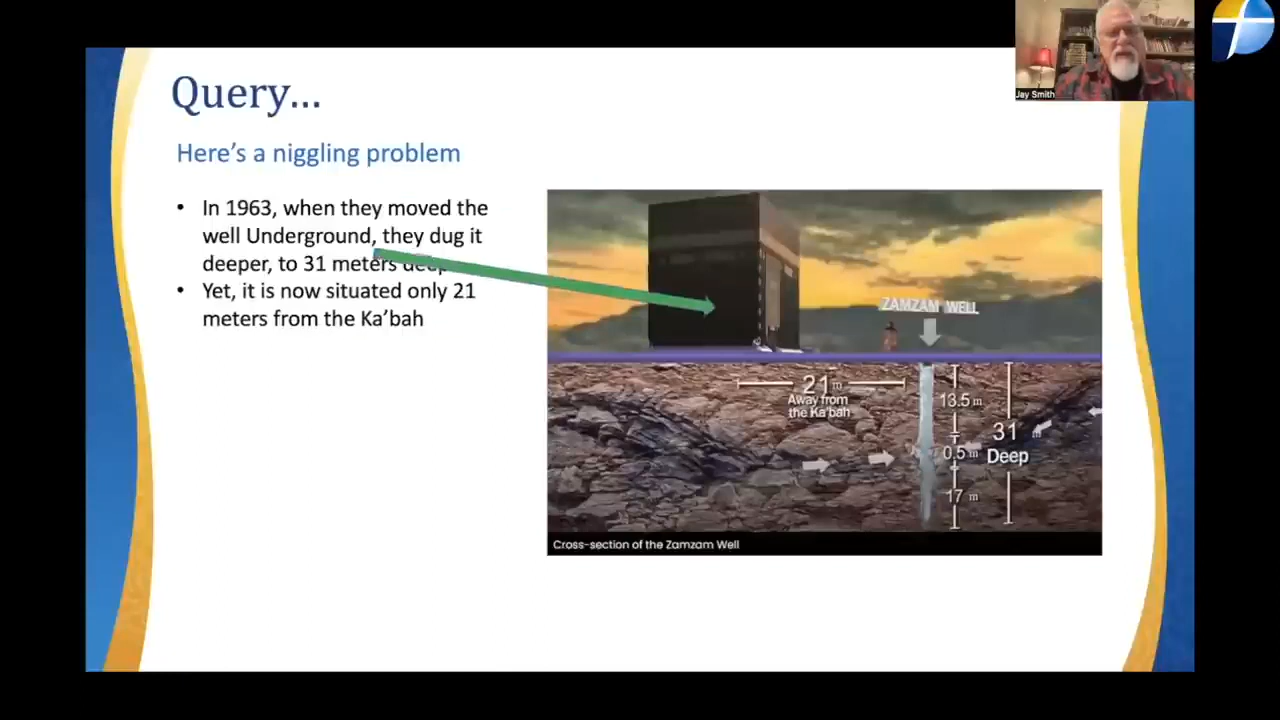 Query...
Here's a niggling problem
• In 1963, when they moved the
well Underground, they dug it
deeper, to 31 meters deep
• Yet, it is now situated only 21
meters from the Ka'bah
Jay Smith
ZAMZAM WELL
21 m
Away from
the Ka'bah
13.5 m
0.5 m
17 m
31 m
Deep
Cross-section of the Zamzam Well